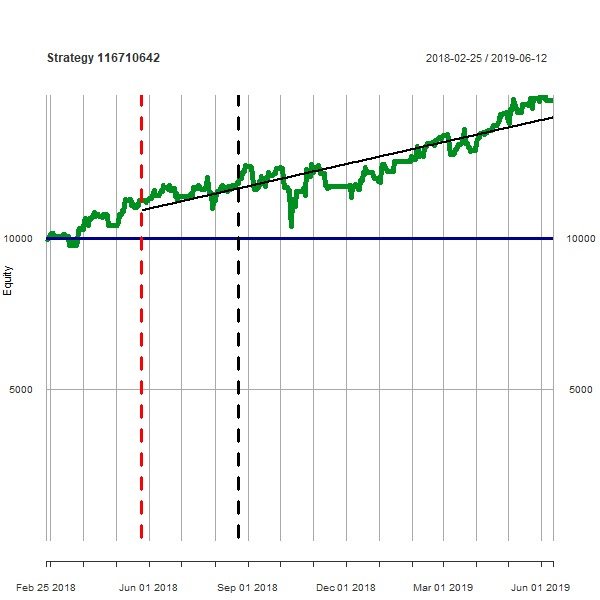 Strategy 116710642
2018-02-25 / 2019-06-12
10000
10000
Equity
5000
5000
Feb 25 2018
Jun 01 2018
Sep 01 2018
Dec 01 2018
Mar 01 2019
Jun 01 2019